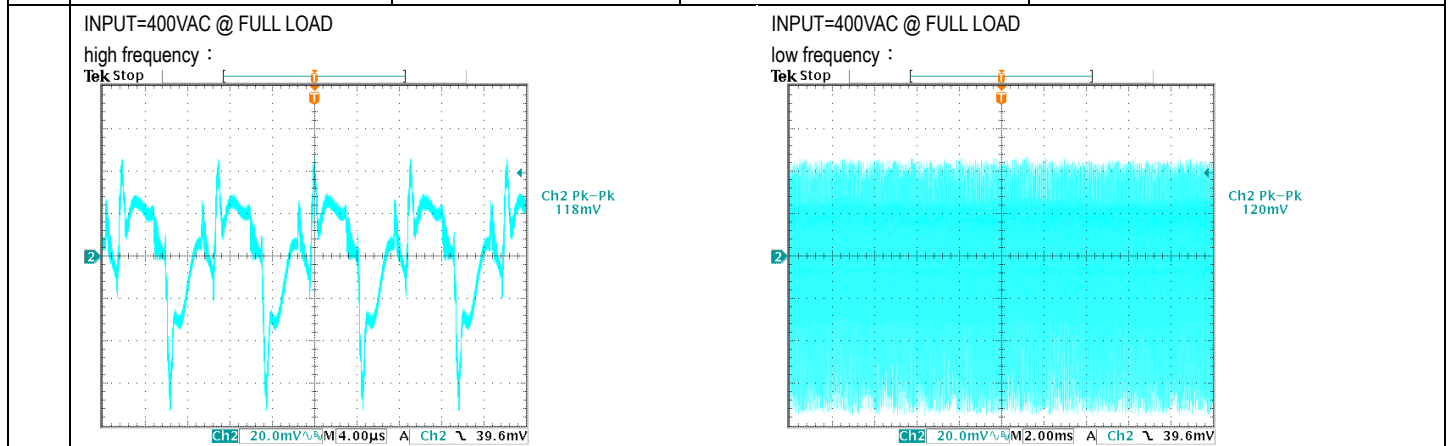 INPUT=400VAC @ FULL LOAD
high frequency：
Tek Stop
T
T
2
Ch2 Pk-Pk
118mV
Ch2 20.0mV∿ M 4.00µs A Ch2 39.6mV
INPUT=400VAC @ FULL LOAD
low frequency：
Tek Stop
T
T
2
Ch2 Pk-Pk
120mV
Ch2 20.0mV∿ M 2.00ms A Ch2 39.6mV